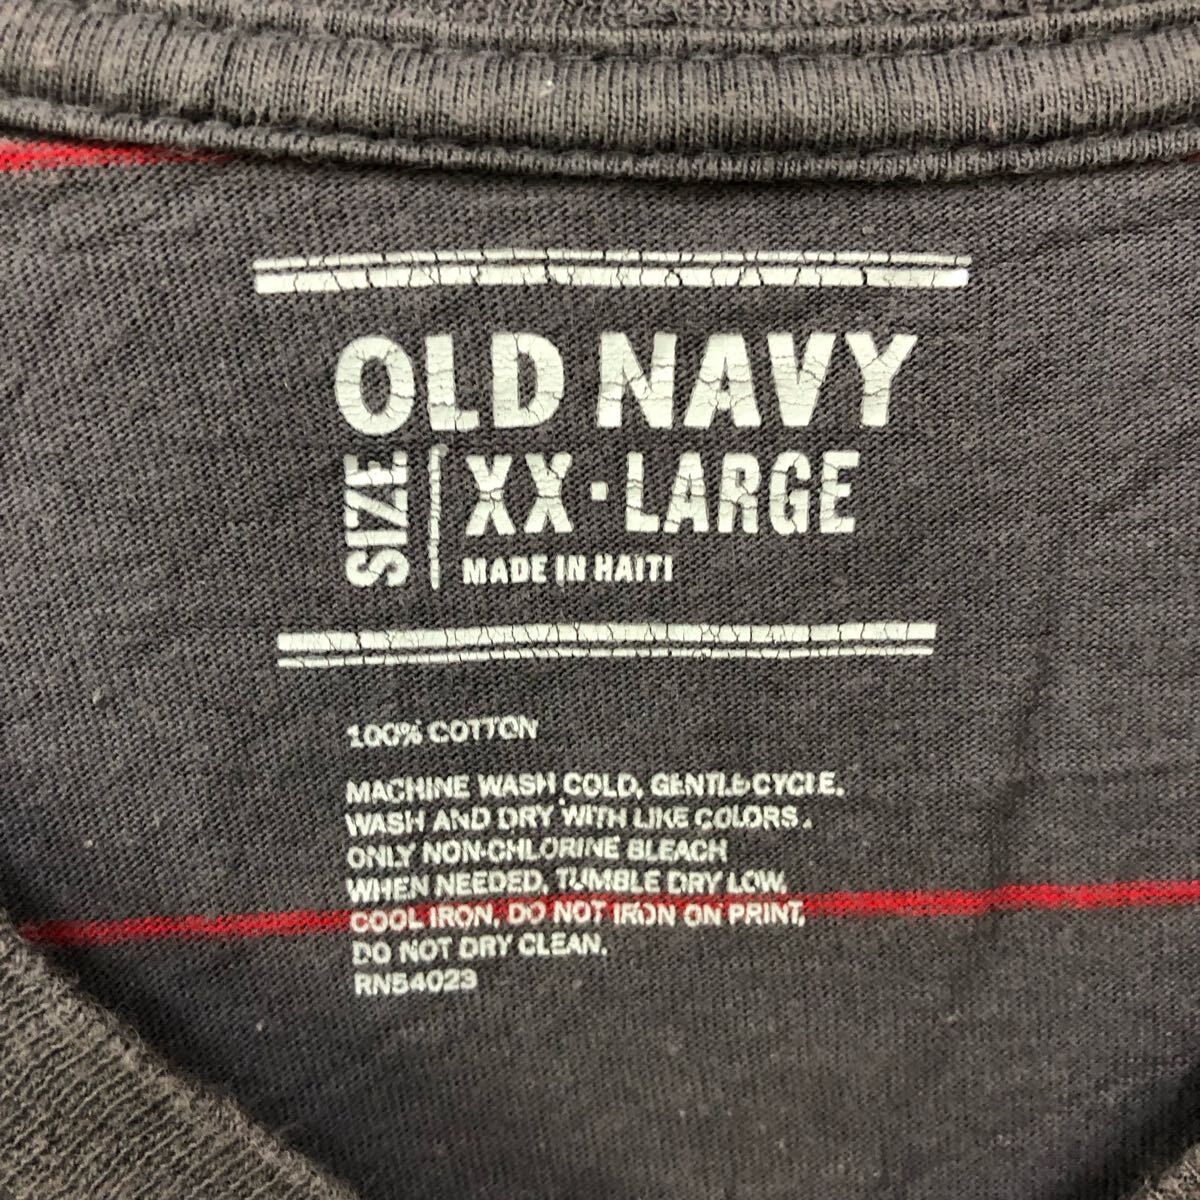 OLD NAVY
SIZE
XX·LARGE
MADE IN HAITI
100% COTTON
MACHINE WASH COLD, GENTLE CYCLE.
WASH AND DRY WITH LIKE COLORS.
ONLY NON-CHLORINE BLEACH
WHEN NEEDED, TUMBLE DRY LOW,
COOL IRON, DO NOT IRON ON PRINT,
DO NOT DRY CLEAN.
RN54023